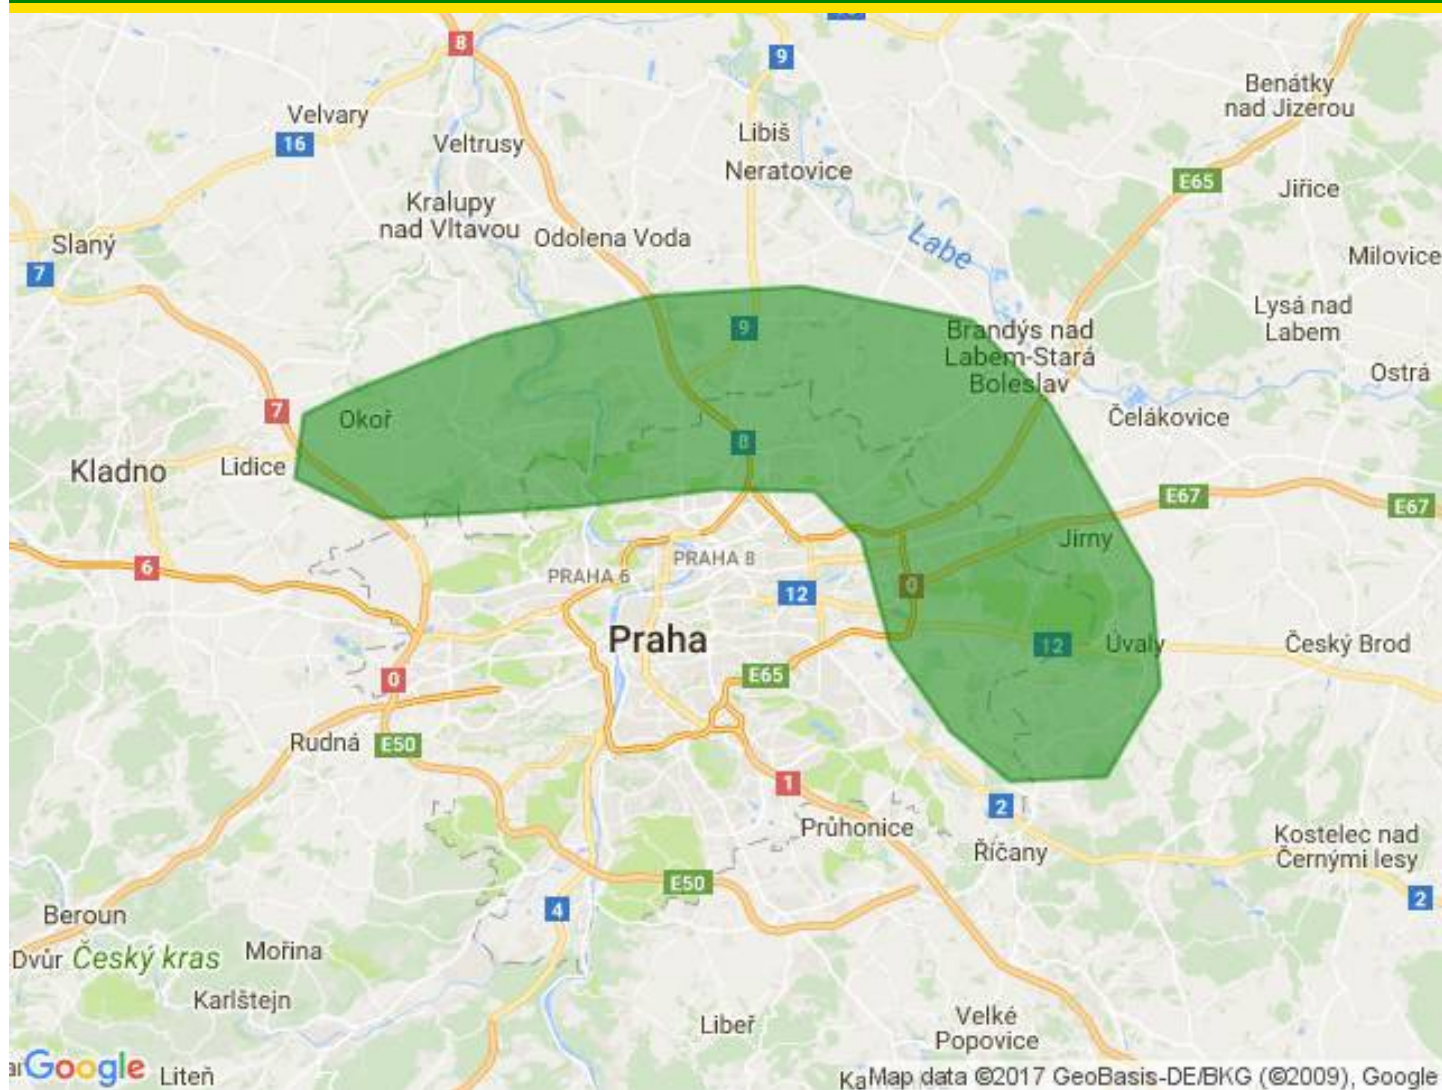 8
9
Benátky
nad Jizerou
Velvary
16
Veltrusy
Libiš
Neratovice
E65
Jiřice
Kralupy
nad Vltavou
Odolena Voda
Labe
Slaný
7
Milovice
Lysá nad
Labem
9
Brandýs nad
Labem-Stará
Boleslav
Ostrá
7
Okoř
Čelákovice
8
Kladno
Lidice
E67
E67
Jirny
6
PRAHA 8
PRAHA 6
12
0
Praha
12
Úvaly
Český Brod
E65
0
Rudná
E50
1
2
Průhonice
Říčany
Kostelec nad
Černými lesy
E50
4
2
Beroun
Dvůr
Český kras
Mořina
Karlštejn
Libeř
Velké
Popovice
Google
Liteň
Map data ©2017 GeoBasis-DE/BKG (©2009), Google